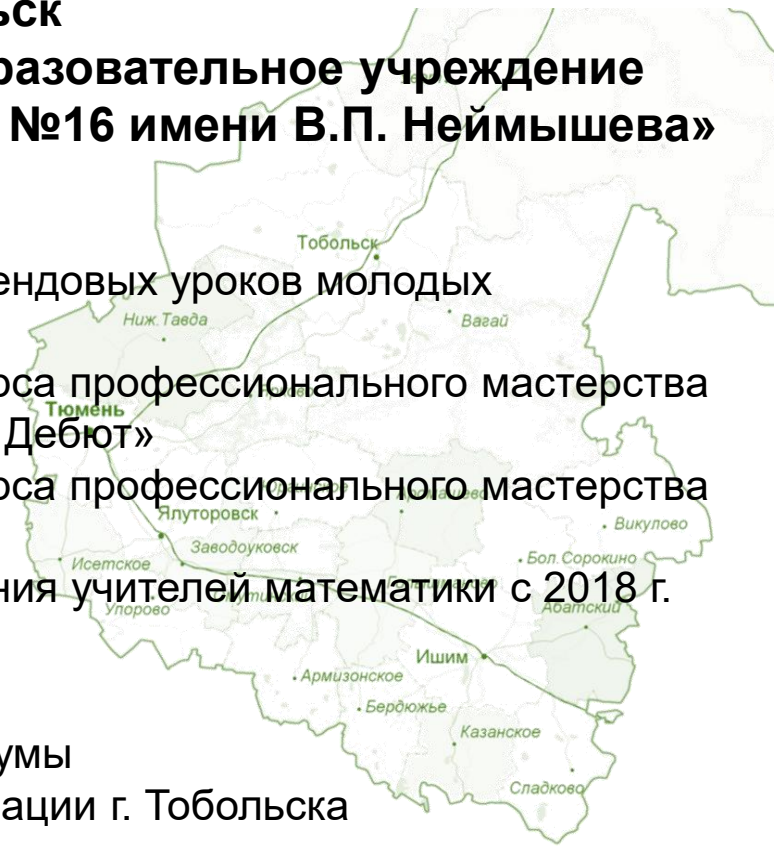 ьск
разовательное учреждение
№16 имени В.П. Неймышева»
Тобольск
ендовых уроков молодых
Ниж.Тавда
Вагай
оса профессионального мастерства
Тюмень
Дебют»
оса профессионального мастерства
Ялуторовск
Викулово
Заводоуковск
Исетское
Бол.Сорокино
ния учителей математики с 2018 г.
Упорово
Абатский
Ишим
Армизонское
Бердюжье
Казанское
умы
Сладково
ации г. Тобольска